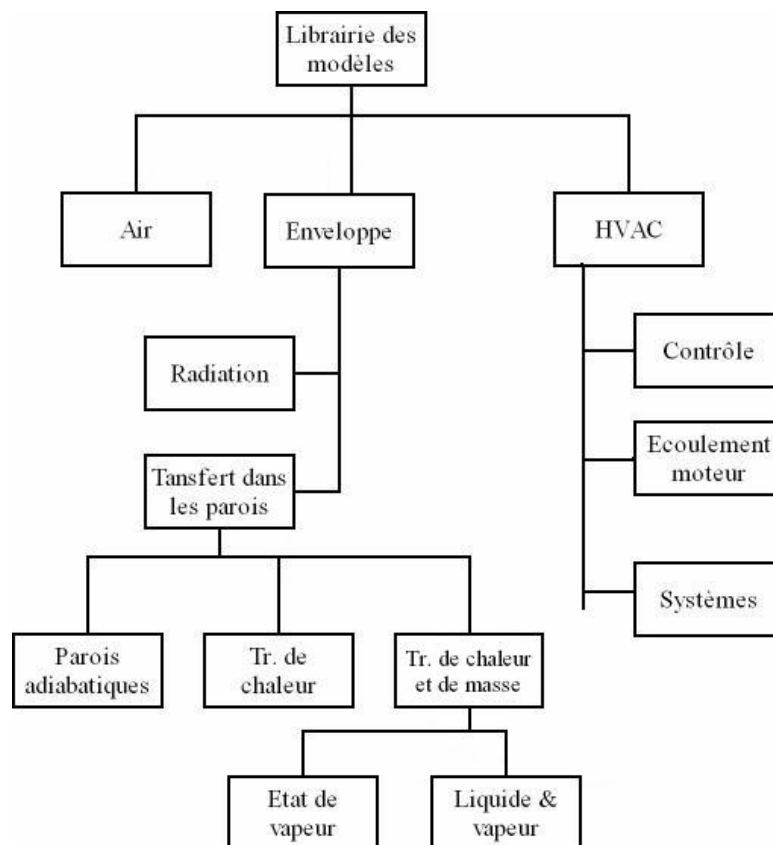 Librairie des
modèles
Air
Enveloppe
HVAC
Radiation
Contrôle
Tansfert dans
les parois
Ecoulement
moteur
Systèmes
Parois
adiabatiques
Tr. de
chaleur
Tr. de chaleur
et de masse
Etat de
vapeur
Liquide &
vapeur